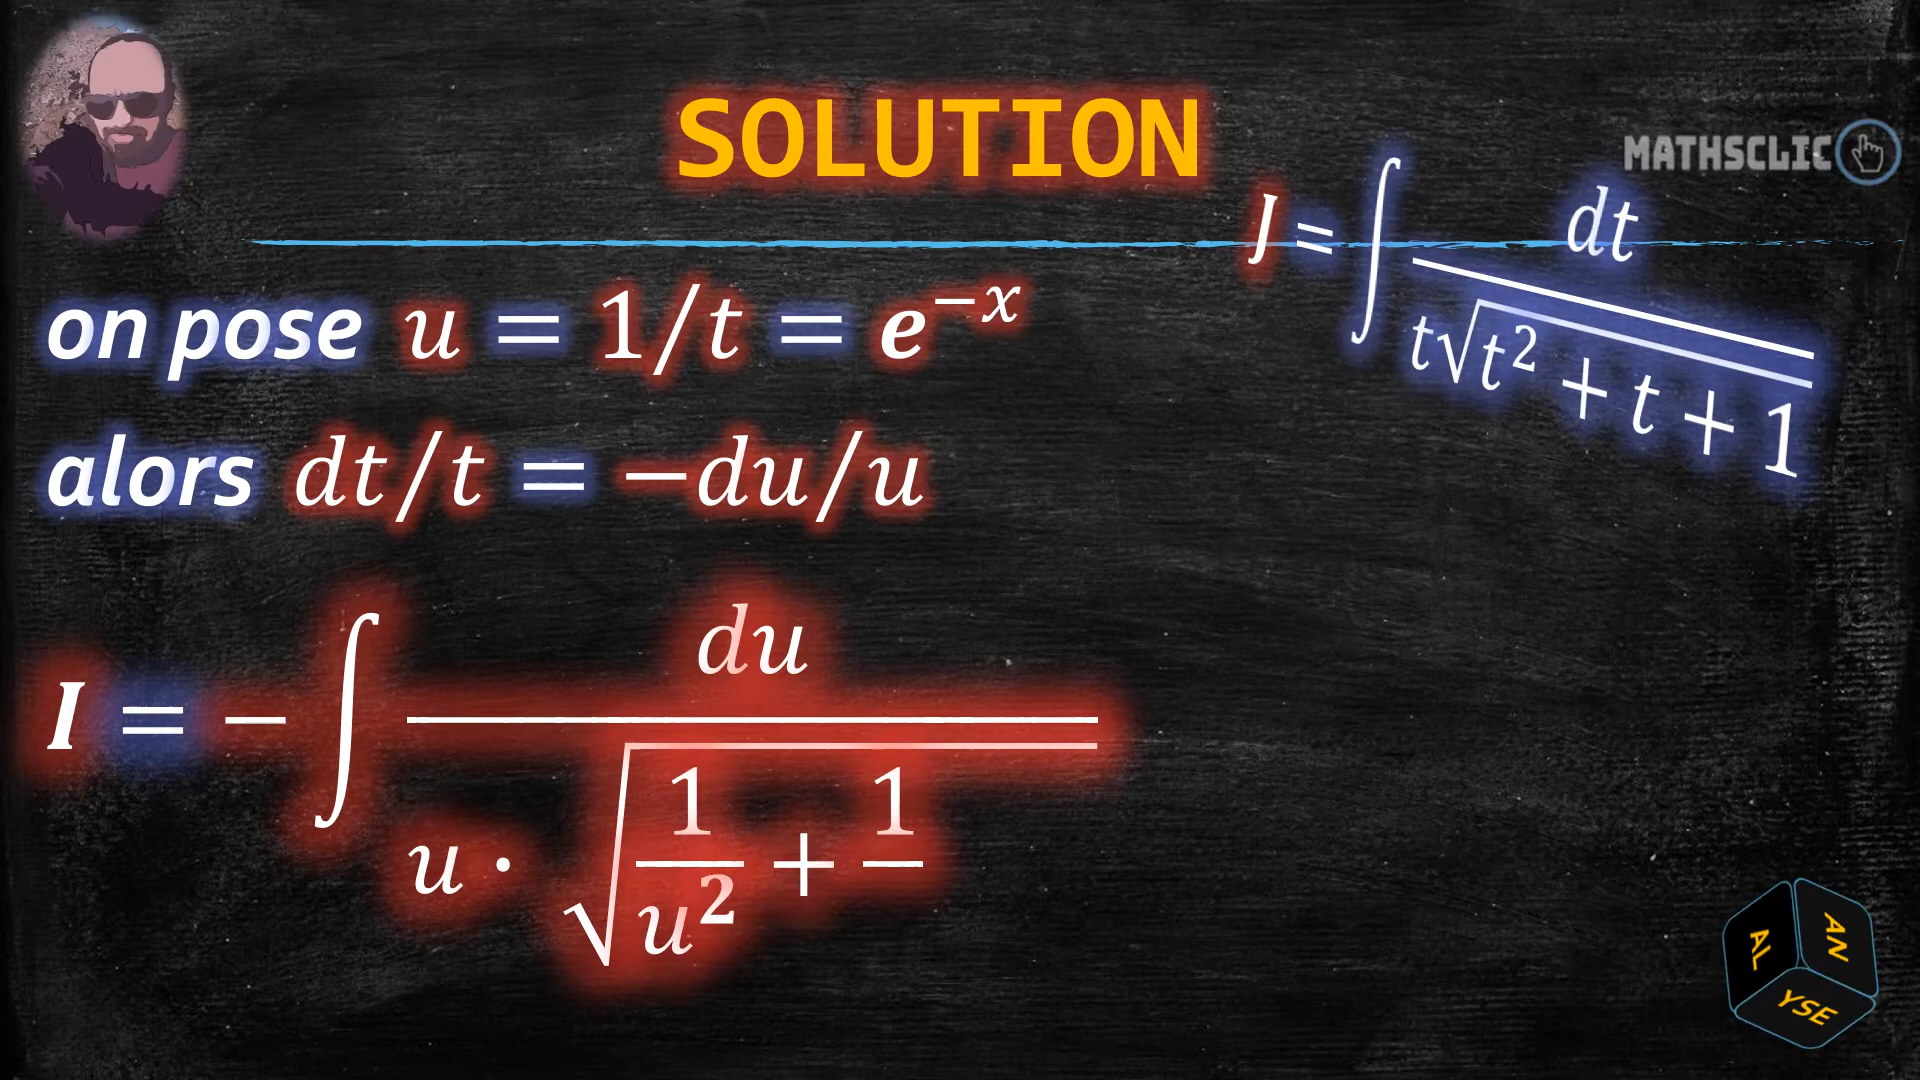 SOLUTION
MATHSCLIC
J = ∫ dt / t√t² + t + 1
on pose u = 1/t = e⁻ˣ
alors dt/t = −du/u
I = − ∫ du / u · √1/u² + 1/
AL
AN
YSE